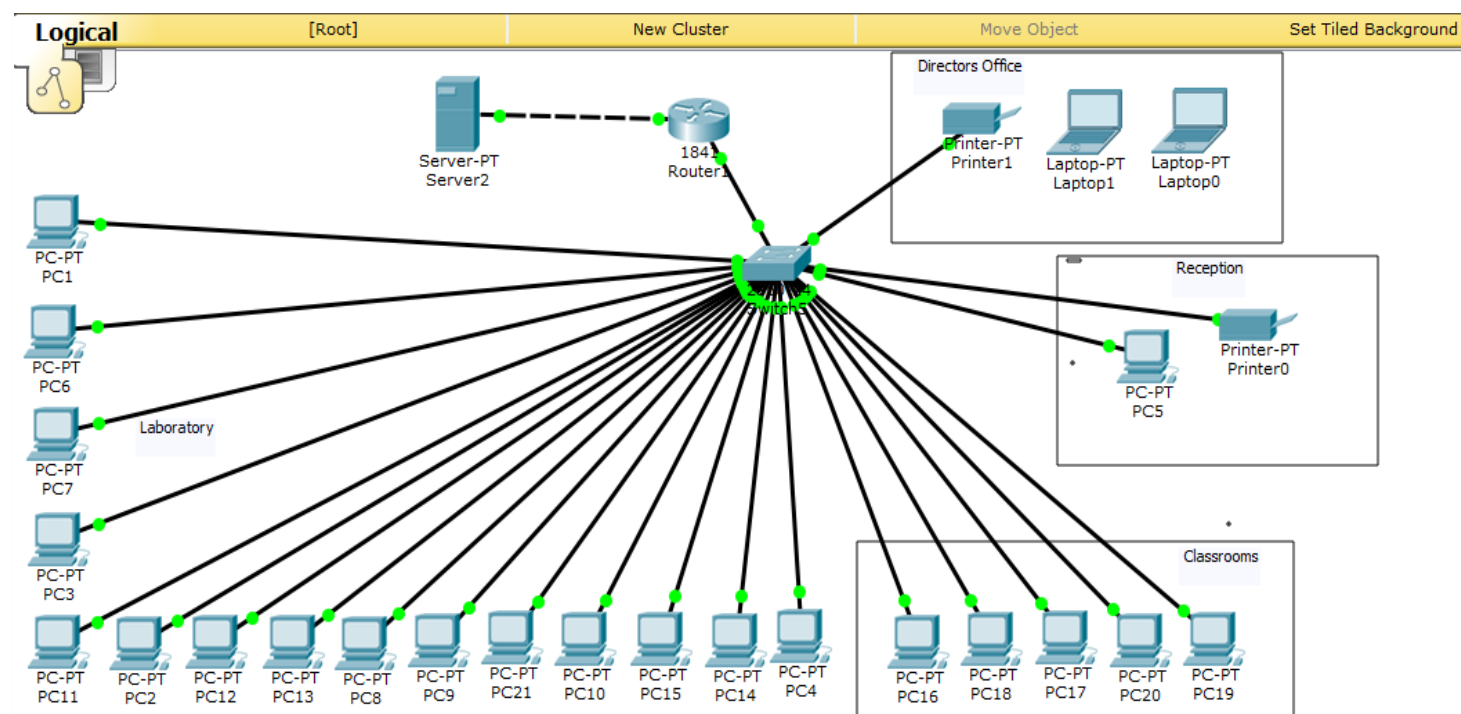 Logical
[Root]
New Cluster
Move Object
Set Tiled Background
Directors Office
Server-PT
Server2
1841
Router1
Printer-PT
Printer1
Laptop-PT
Laptop1
Laptop-PT
Laptop0
PC-PT
PC1
Reception
Switch5
Printer-PT
Printer0
PC-PT
PC6
PC-PT
PC5
Laboratory
PC-PT
PC7
PC-PT
PC3
Classrooms
PC-PT
PC11
PC-PT
PC2
PC-PT
PC12
PC-PT
PC13
PC-PT
PC8
PC-PT
PC9
PC-PT
PC21
PC-PT
PC10
PC-PT
PC15
PC-PT
PC14
PC-PT
PC4
PC-PT
PC16
PC-PT
PC18
PC-PT
PC17
PC-PT
PC20
PC-PT
PC19